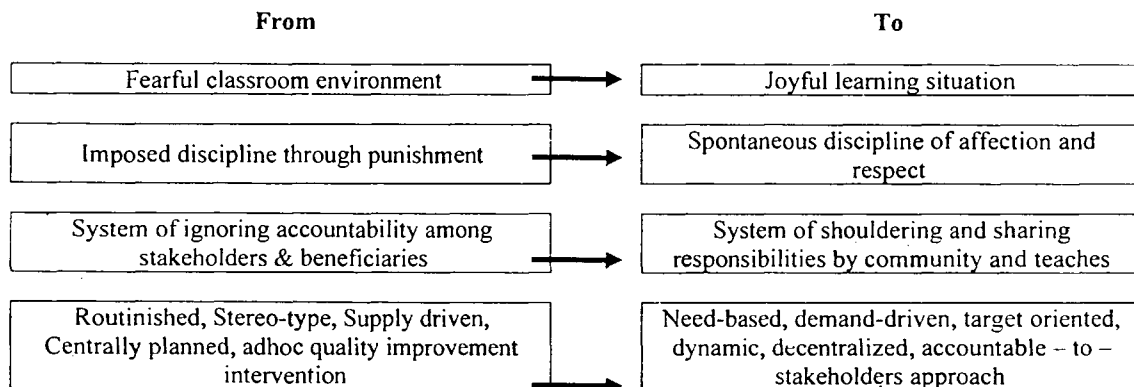 From
To
Fearful classroom environment
Joyful learning situation
Imposed discipline through punishment
Spontaneous discipline of affection and
respect
System of ignoring accountability among
stakeholders & beneficiaries
System of shouldering and sharing
responsibilities by community and teaches
Routinished, Stereo-type, Supply driven,
Centrally planned, adhoc quality improvement
intervention
Need-based, demand-driven, target oriented,
dynamic, decentralized, accountable – to –
stakeholders approach